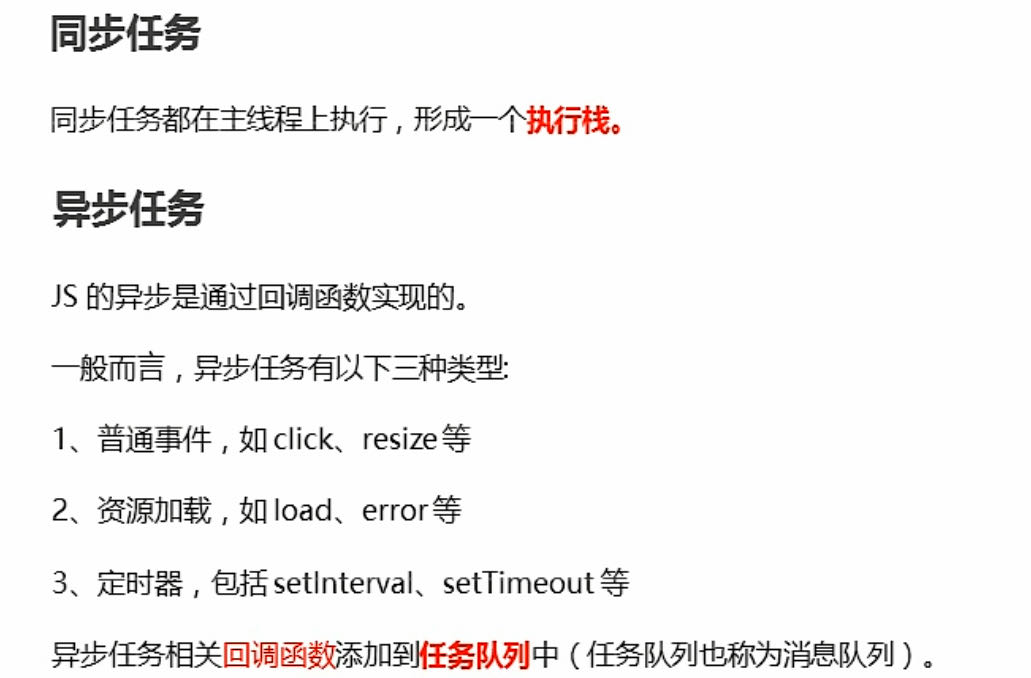 同步任务
同步任务都在主线程上执行，形成一个执行栈。
异步任务
JS 的异步是通过回调函数实现的。
一般而言，异步任务有以下三种类型:
1、普通事件，如 click、resize 等
2、资源加载，如 load、error 等
3、定时器，包括 setInterval、setTimeout 等
异步任务相关回调函数添加到任务队列中（任务队列也称为消息队列）。